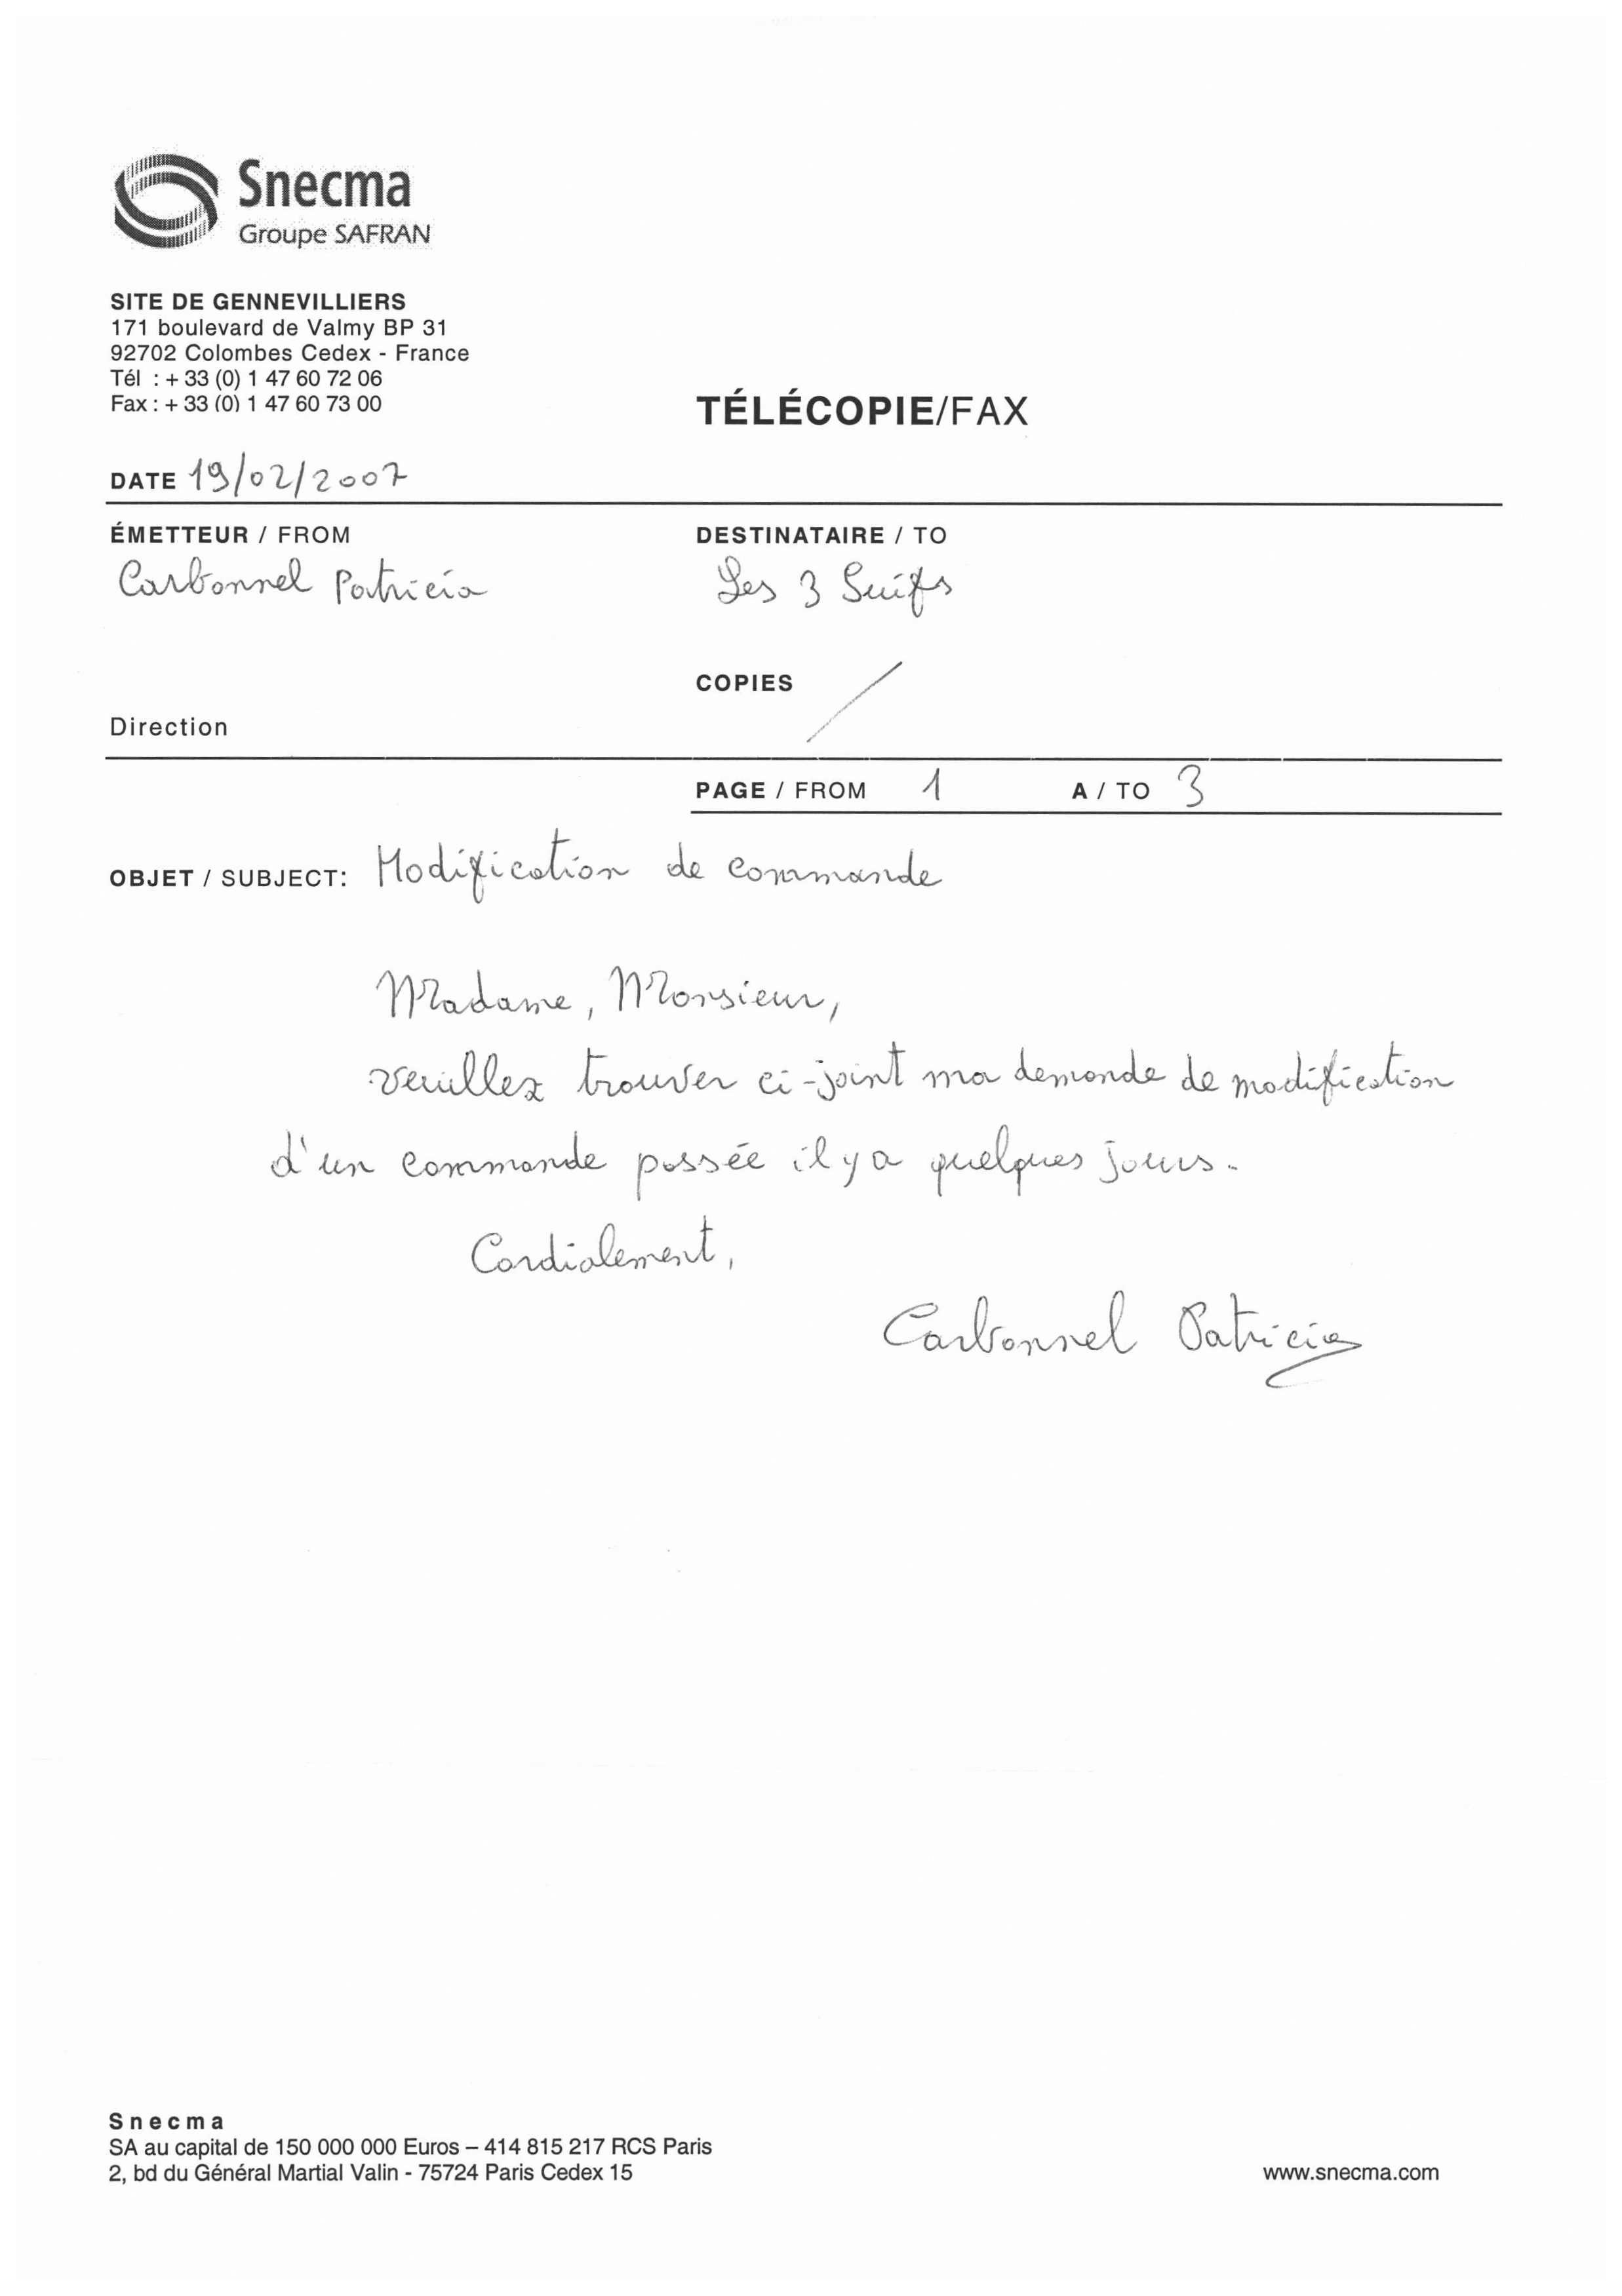 Snecma
Groupe SAFRAN
SITE DE GENNEVILLIERS
171 boulevard de Valmy BP 31
92702 Colombes Cedex - France
Tél : + 33 (0) 1 47 60 72 06
Fax : + 33 (0) 1 47 60 73 00
TÉLÉCOPIE/FAX
DATE 19/02/2007
ÉMETTEUR / FROM
Carbonnel Patricia
DESTINATAIRE / TO
Les 3 Suifs
COPIES /
Direction
PAGE / FROM 1 A / TO 3
OBJET / SUBJECT: Modification de commande
Madame, Monsieur,
veuillez trouver ci-joint ma demande de modification
d'un commande passée il y a quelques jours.
Cordialement,
Carbonnel Patricia
Snecma
SA au capital de 150 000 000 Euros – 414 815 217 RCS Paris
2, bd du Général Martial Valin - 75724 Paris Cedex 15
www.snecma.com